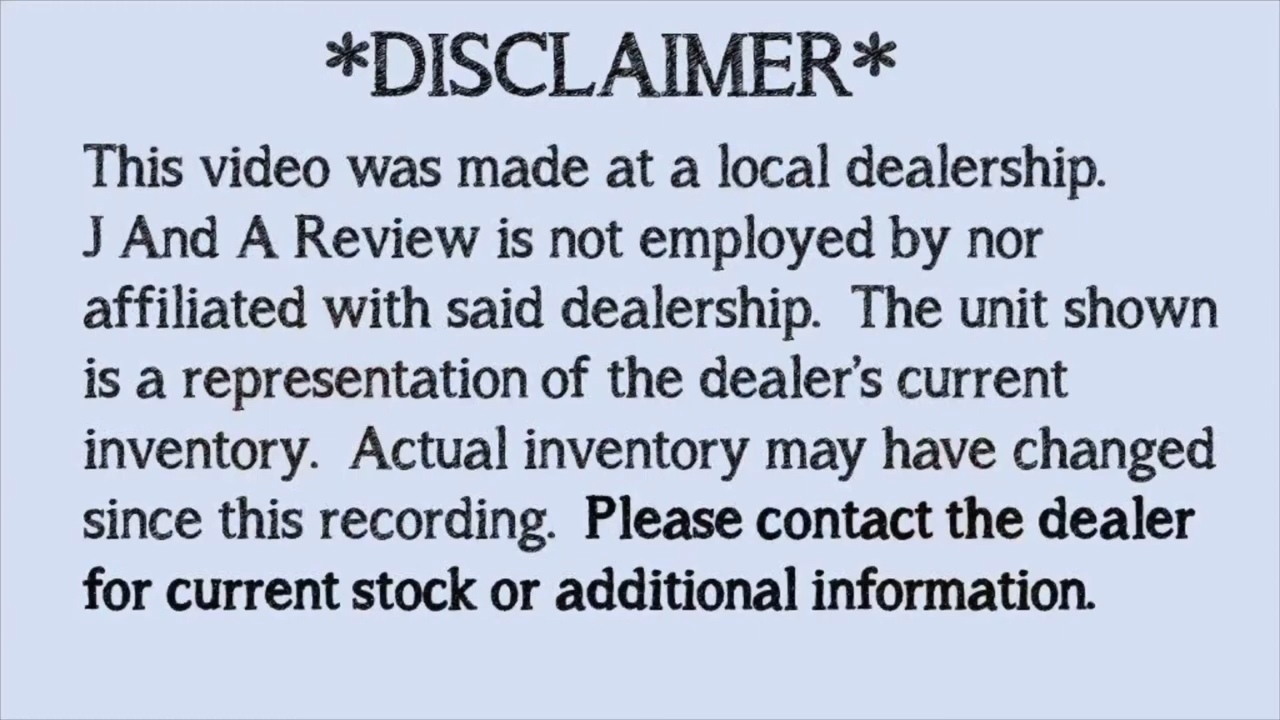 *DISCLAIMER*
This video was made at a local dealership.
J And A Review is not employed by nor
affiliated with said dealership.  The unit shown
is a representation of the dealer’s current
inventory.  Actual inventory may have changed
since this recording.  Please contact the dealer
for current stock or additional information.